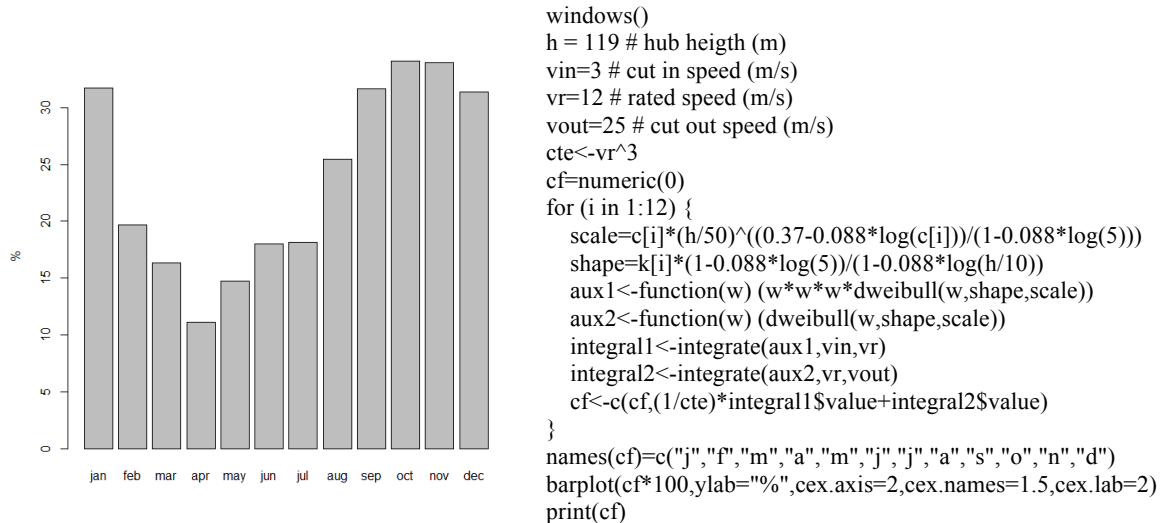 30
25
20
15
10
5
0
%
jan feb mar apr may jun jul aug sep oct nov dec
windows()
h = 119 # hub heigth (m)
vin=3 # cut in speed (m/s)
vr=12 # rated speed (m/s)
vout=25 # cut out speed (m/s)
cte<-vr^3
cf=numeric(0)
for (i in 1:12) {
scale=c[i]*(h/50)^((0.37-0.088*log(c[i]))/(1-0.088*log(5)))
shape=k[i]*(1-0.088*log(5))/(1-0.088*log(h/10))
aux1<-function(w) (w*w*w*dweibull(w,shape,scale))
aux2<-function(w) (dweibull(w,shape,scale))
integral1<-integrate(aux1,vin,vr)
integral2<-integrate(aux2,vr,vout)
cf<-c(cf,(1/cte)*integral1$value+integral2$value)
}
names(cf)=c("j","f","m","a","m","j","j","a","s","o","n","d")
barplot(cf*100,ylab="%",cex.axis=2,cex.names=1.5,cex.lab=2)
print(cf)